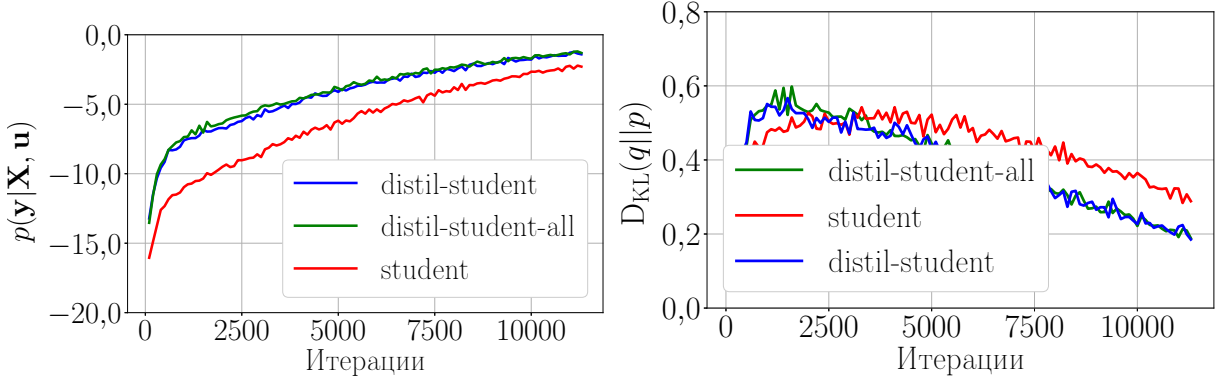 p(y|X, u)
0,0
−5,0
−10,0
−15,0
−20,0
distil-student
distil-student-all
student
0 2500 5000 7500 10000
Итерации
D_KL(q||p)
0,8
0,6
0,4
0,2
0,0
distil-student-all
student
distil-student
0 2500 5000 7500 10000
Итерации